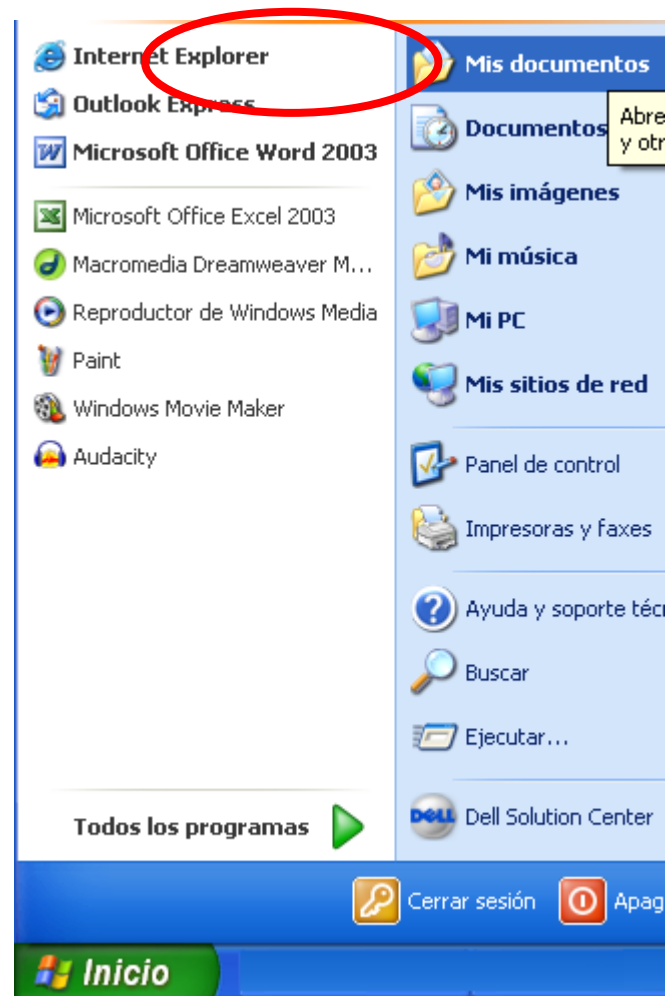 Internet Explorer
Outlook Express
Microsoft Office Word 2003
Microsoft Office Excel 2003
Macromedia Dreamweaver M...
Reproductor de Windows Media
Paint
Windows Movie Maker
Audacity
Todos los programas
Mis documentos
Documentos
Abre
y otr
Mis imágenes
Mi música
Mi PC
Mis sitios de red
Panel de control
Impresoras y faxes
Ayuda y soporte técn
Buscar
Ejecutar...
DELL Dell Solution Center
Cerrar sesión
Apag
Inicio